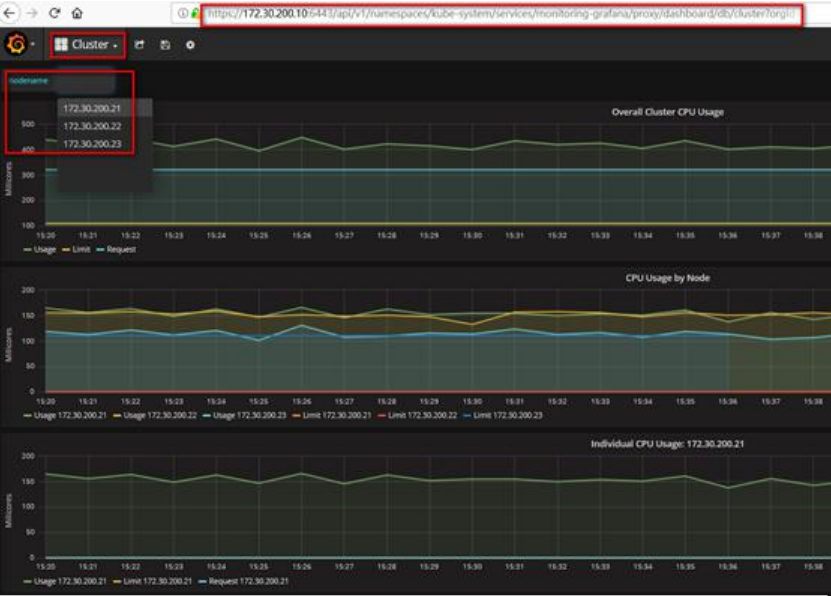 https://172.30.200.10:6443/api/v1/namespaces/kube-system/services/monitoring-grafana/proxy/dashboard/db/cluster?orgId
Cluster
nodename
172.30.200.21
172.30.200.22
172.30.200.23
Overall Cluster CPU Usage
Millicores
500
400
300
200
100
15:20 15:21 15:22 15:23 15:24 15:25 15:26 15:27 15:28 15:29 15:30 15:31 15:32 15:33 15:34 15:35 15:36 15:37 15:38
Usage Limit Request
CPU Usage by Node
Millicores
200
150
100
50
0
15:20 15:21 15:22 15:23 15:24 15:25 15:26 15:27 15:28 15:29 15:30 15:31 15:32 15:33 15:34 15:35 15:36 15:37 15:38
Usage 172.30.200.21 Usage 172.30.200.22 Usage 172.30.200.23 Limit 172.30.200.21 Limit 172.30.200.22 Limit 172.30.200.23
Individual CPU Usage: 172.30.200.21
Millicores
200
150
100
50
0
15:20 15:21 15:22 15:23 15:24 15:25 15:26 15:27 15:28 15:29 15:30 15:31 15:32 15:33 15:34 15:35 15:36 15:37 15:38
Usage 172.30.200.21 Limit 172.30.200.21 Request 172.30.200.21